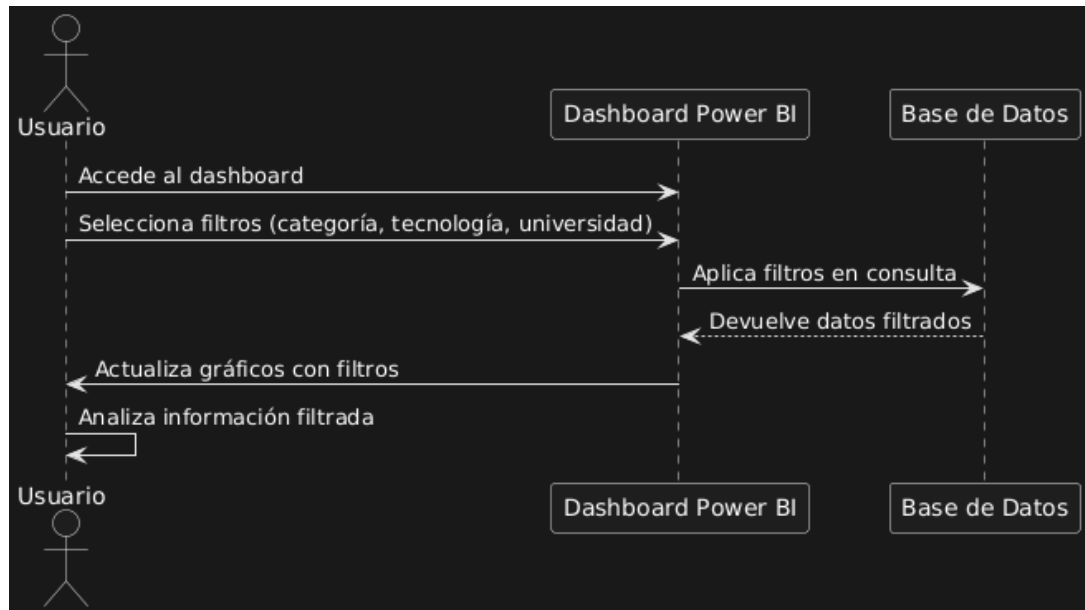 Usuario
Dashboard Power BI
Base de Datos
Accede al dashboard
Selecciona filtros (categoría, tecnología, universidad)
Aplica filtros en consulta
Devuelve datos filtrados
Actualiza gráficos con filtros
Analiza información filtrada
Usuario
Dashboard Power BI
Base de Datos